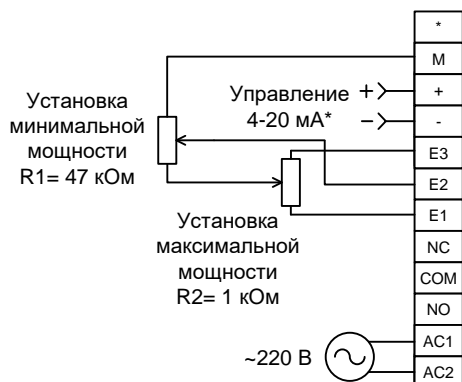 Установка
минимальной
мощности
R1= 47 кОм
Управление
4-20 мА*
+
-
Установка
максимальной
мощности
R2= 1 кОм
~220 В
*
M
+
-
E3
E2
E1
NC
COM
NO
AC1
AC2